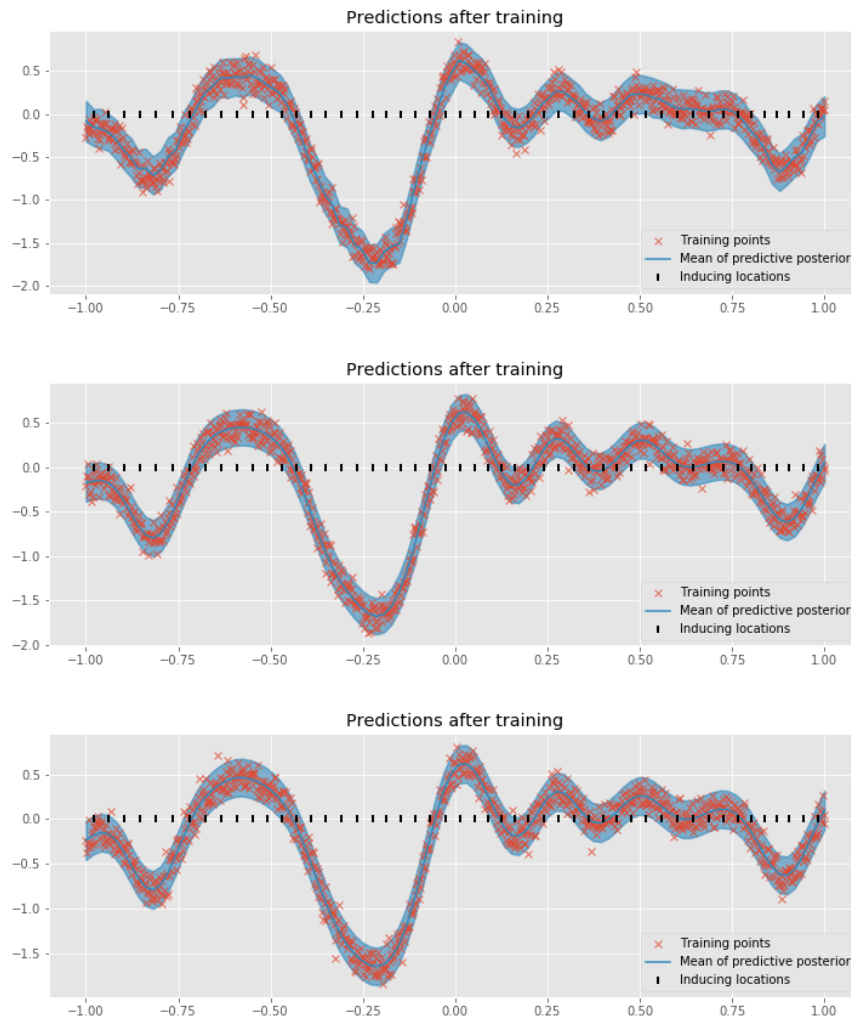 Predictions after training
0.5
0.0
−0.5
−1.0
−1.5
−2.0
Training points
Mean of predictive posterior
Inducing locations
−1.00 −0.75 −0.50 −0.25 0.00 0.25 0.50 0.75 1.00
Predictions after training
0.5
0.0
−0.5
−1.0
−1.5
−2.0
Training points
Mean of predictive posterior
Inducing locations
−1.00 −0.75 −0.50 −0.25 0.00 0.25 0.50 0.75 1.00
Predictions after training
0.5
0.0
−0.5
−1.0
−1.5
Training points
Mean of predictive posterior
Inducing locations
−1.00 −0.75 −0.50 −0.25 0.00 0.25 0.50 0.75 1.00